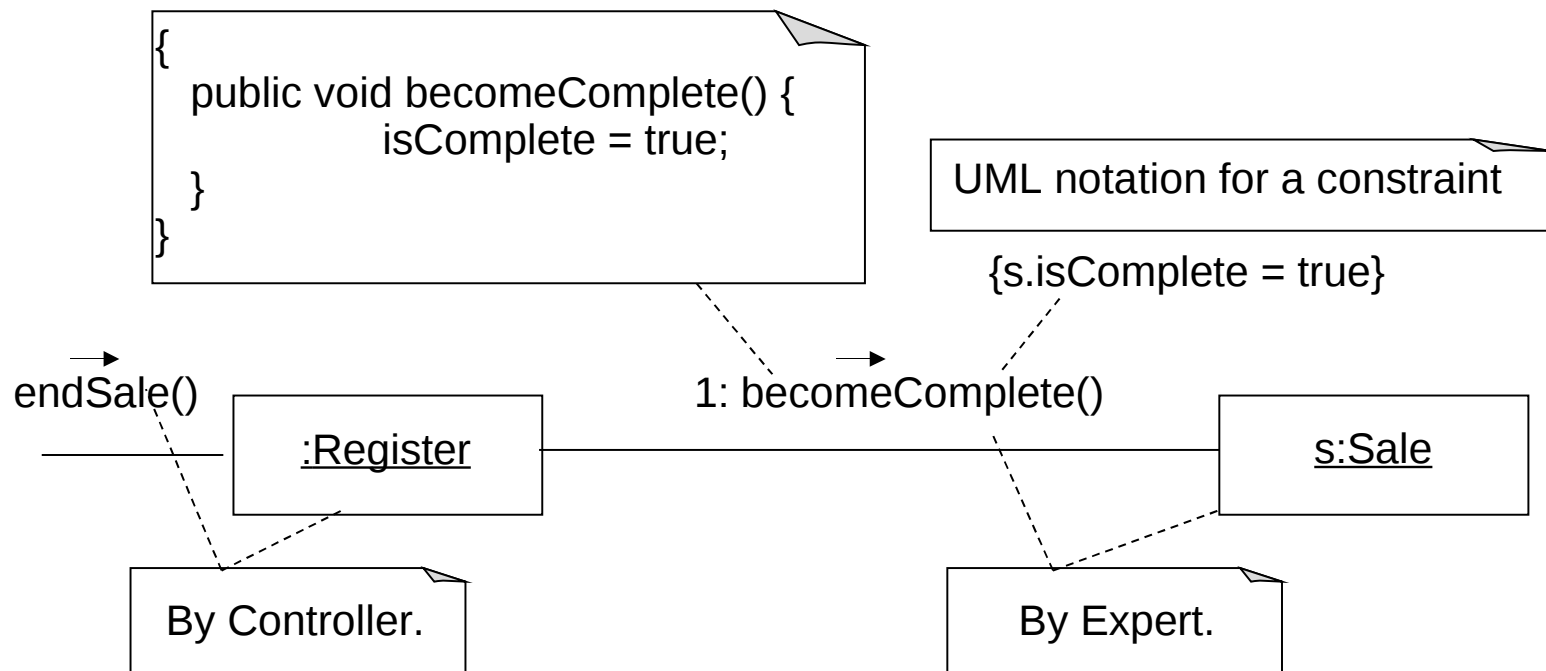 {
public void becomeComplete() {
isComplete = true;
}
}
UML notation for a constraint
{s.isComplete = true}
endSale()
1: becomeComplete()
:Register
s:Sale
By Controller.
By Expert.